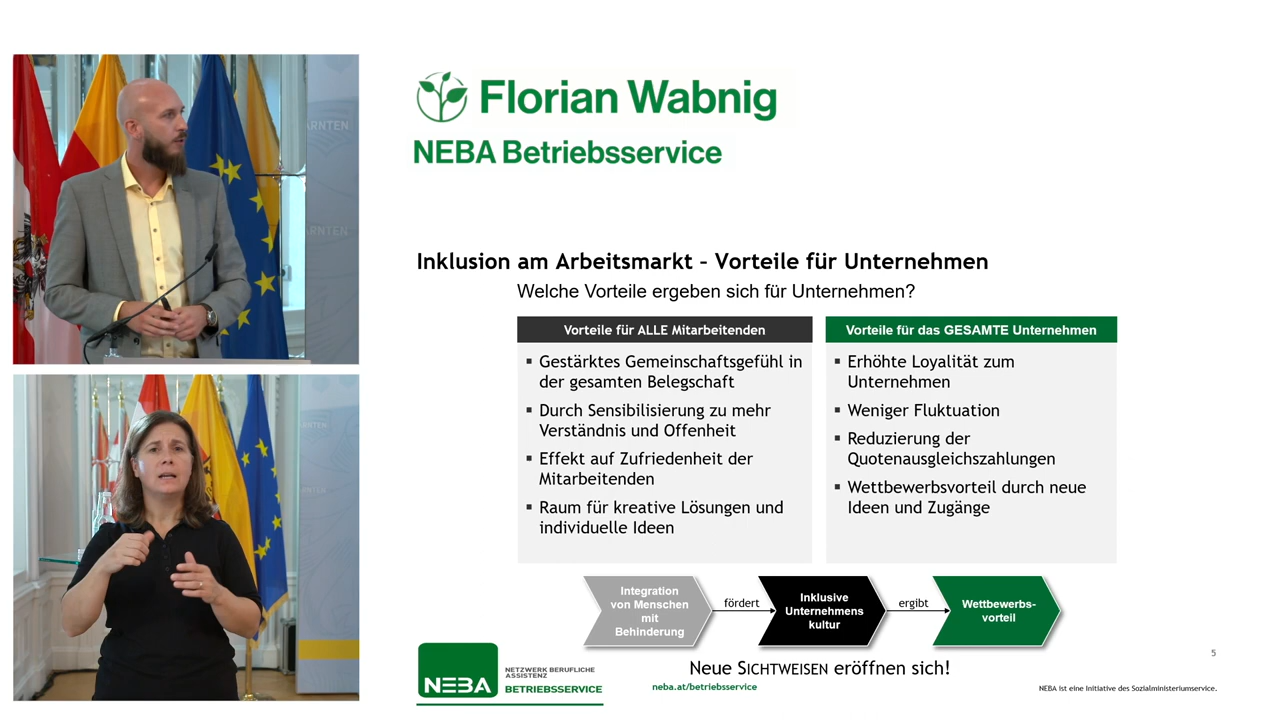 Florian Wabnig
NEBA Betriebsservice
Inklusion am Arbeitsmarkt – Vorteile für Unternehmen
Welche Vorteile ergeben sich für Unternehmen?
Vorteile für ALLE Mitarbeitenden
▪ Gestärktes Gemeinschaftsgefühl in
der gesamten Belegschaft
▪ Durch Sensibilisierung zu mehr
Verständnis und Offenheit
▪ Effekt auf Zufriedenheit der
Mitarbeitenden
▪ Raum für kreative Lösungen und
individuelle Ideen
Vorteile für das GESAMTE Unternehmen
▪ Erhöhte Loyalität zum
Unternehmen
▪ Weniger Fluktuation
▪ Reduzierung der
Quotenausgleichszahlungen
▪ Wettbewerbsvorteil durch neue
Ideen und Zugänge
Integration
von Menschen
mit
Behinderung
fördert
Inklusive
Unternehmens
kultur
ergibt
Wettbewerbs-
vorteil
Neue SICHTWEISEN eröffnen sich!
NEBA
NETZWERK BERUFLICHE
ASSISTENZ
BETRIEBSSERVICE
neba.at/betriebsservice
5
NEBA ist eine Initiative des Sozialministeriumservice.